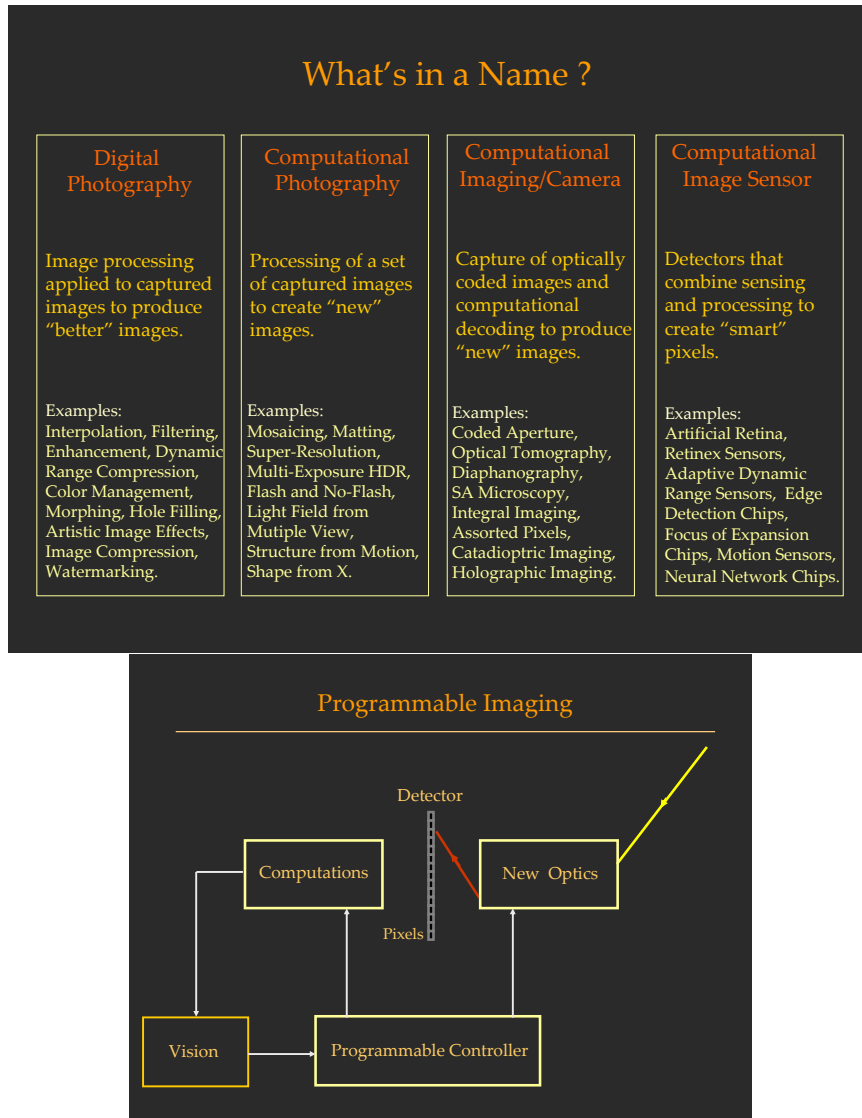 What's in a Name ?
Digital
Photography
Image processing
applied to captured
images to produce
“better” images.
Examples:
Interpolation, Filtering,
Enhancement, Dynamic
Range Compression,
Color Management,
Morphing, Hole Filling,
Artistic Image Effects,
Image Compression,
Watermarking.
Computational
Photography
Processing of a set
of captured images
to create “new”
images.
Examples:
Mosaicing, Matting,
Super-Resolution,
Multi-Exposure HDR,
Flash and No-Flash,
Light Field from
Mutiple View,
Structure from Motion,
Shape from X.
Computational
Imaging/Camera
Capture of optically
coded images and
computational
decoding to produce
“new” images.
Examples:
Coded Aperture,
Optical Tomography,
Diaphanography,
SA Microscopy,
Integral Imaging,
Assorted Pixels,
Catadioptric Imaging,
Holographic Imaging.
Computational
Image Sensor
Detectors that
combine sensing
and processing to
create “smart”
pixels.
Examples:
Artificial Retina,
Retinex Sensors,
Adaptive Dynamic
Range Sensors, Edge
Detection Chips,
Focus of Expansion
Chips, Motion Sensors,
Neural Network Chips.
Programmable Imaging
Detector
Computations
New Optics
Pixels
Vision
Programmable Controller